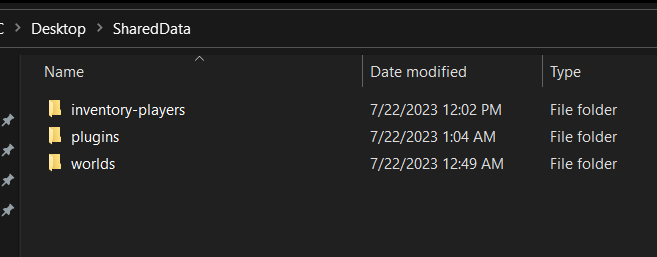 C Desktop SharedData
Name Date modified Type
inventory-players 7/22/2023 12:02 PM File folder
plugins 7/22/2023 1:04 AM File folder
worlds 7/22/2023 12:49 AM File folder